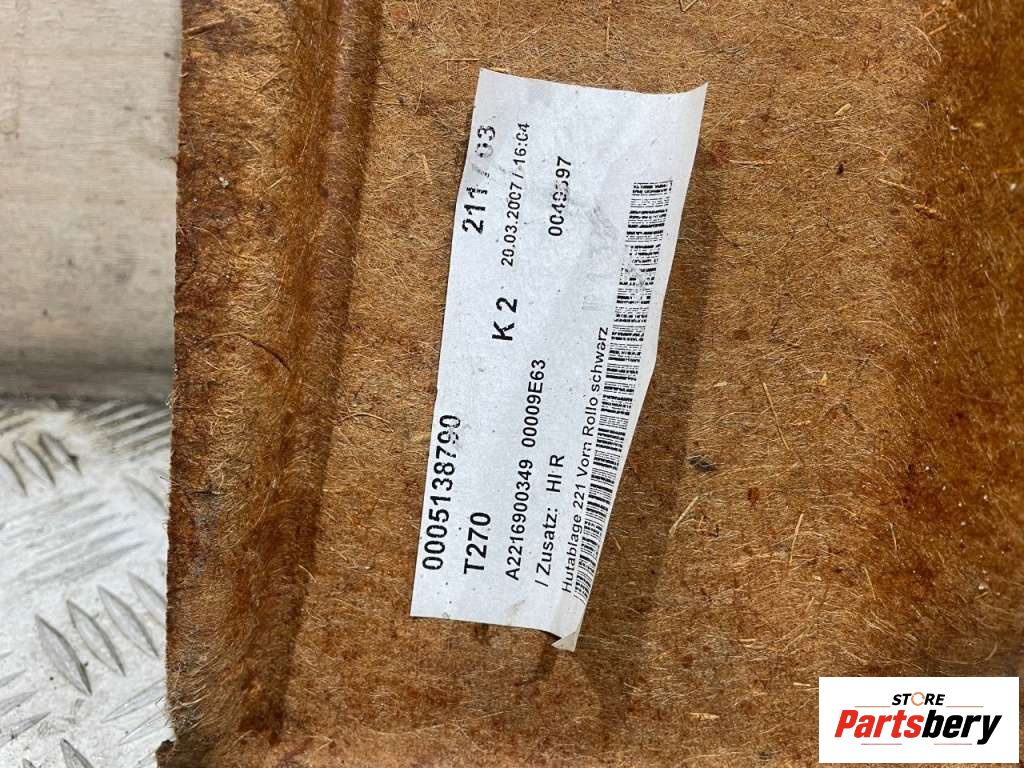 0005138790
T270 K 2
A2216900349 00009E63 20.03.2007 / 16:04
/ Zusatz: HI R
Hutablage 221 Vorn Rollo schwarz
STORE
Partsbery